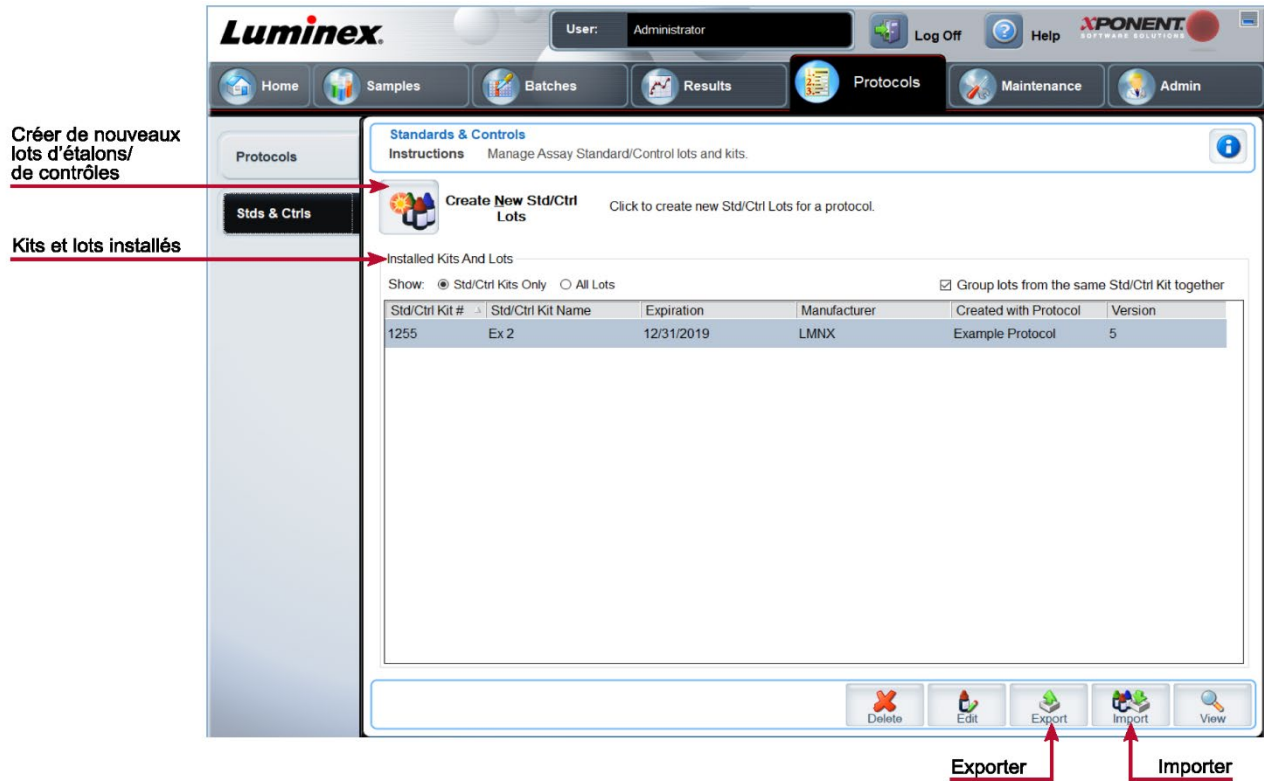 Luminex.
User:
Administrator
Log Off
Help
XPONENT.
SOFTWARE SOLUTIONS
Home
Samples
Batches
Results
Protocols
Maintenance
Admin
Créer de nouveaux
lots d'étalons/
de contrôles
Protocols
Stds & Ctrls
Kits et lots installés
Standards & Controls
Instructions Manage Assay Standard/Control lots and kits.
Create New Std/Ctrl
Lots
Click to create new Std/Ctrl Lots for a protocol.
Installed Kits And Lots
Show: Std/Ctrl Kits Only All Lots
Group lots from the same Std/Ctrl Kit together
Std/Ctrl Kit # Std/Ctrl Kit Name Expiration Manufacturer Created with Protocol Version
1255 Ex 2 12/31/2019 LMNX Example Protocol 5
Delete
Edit
Export
Import
View
Exporter
Importer